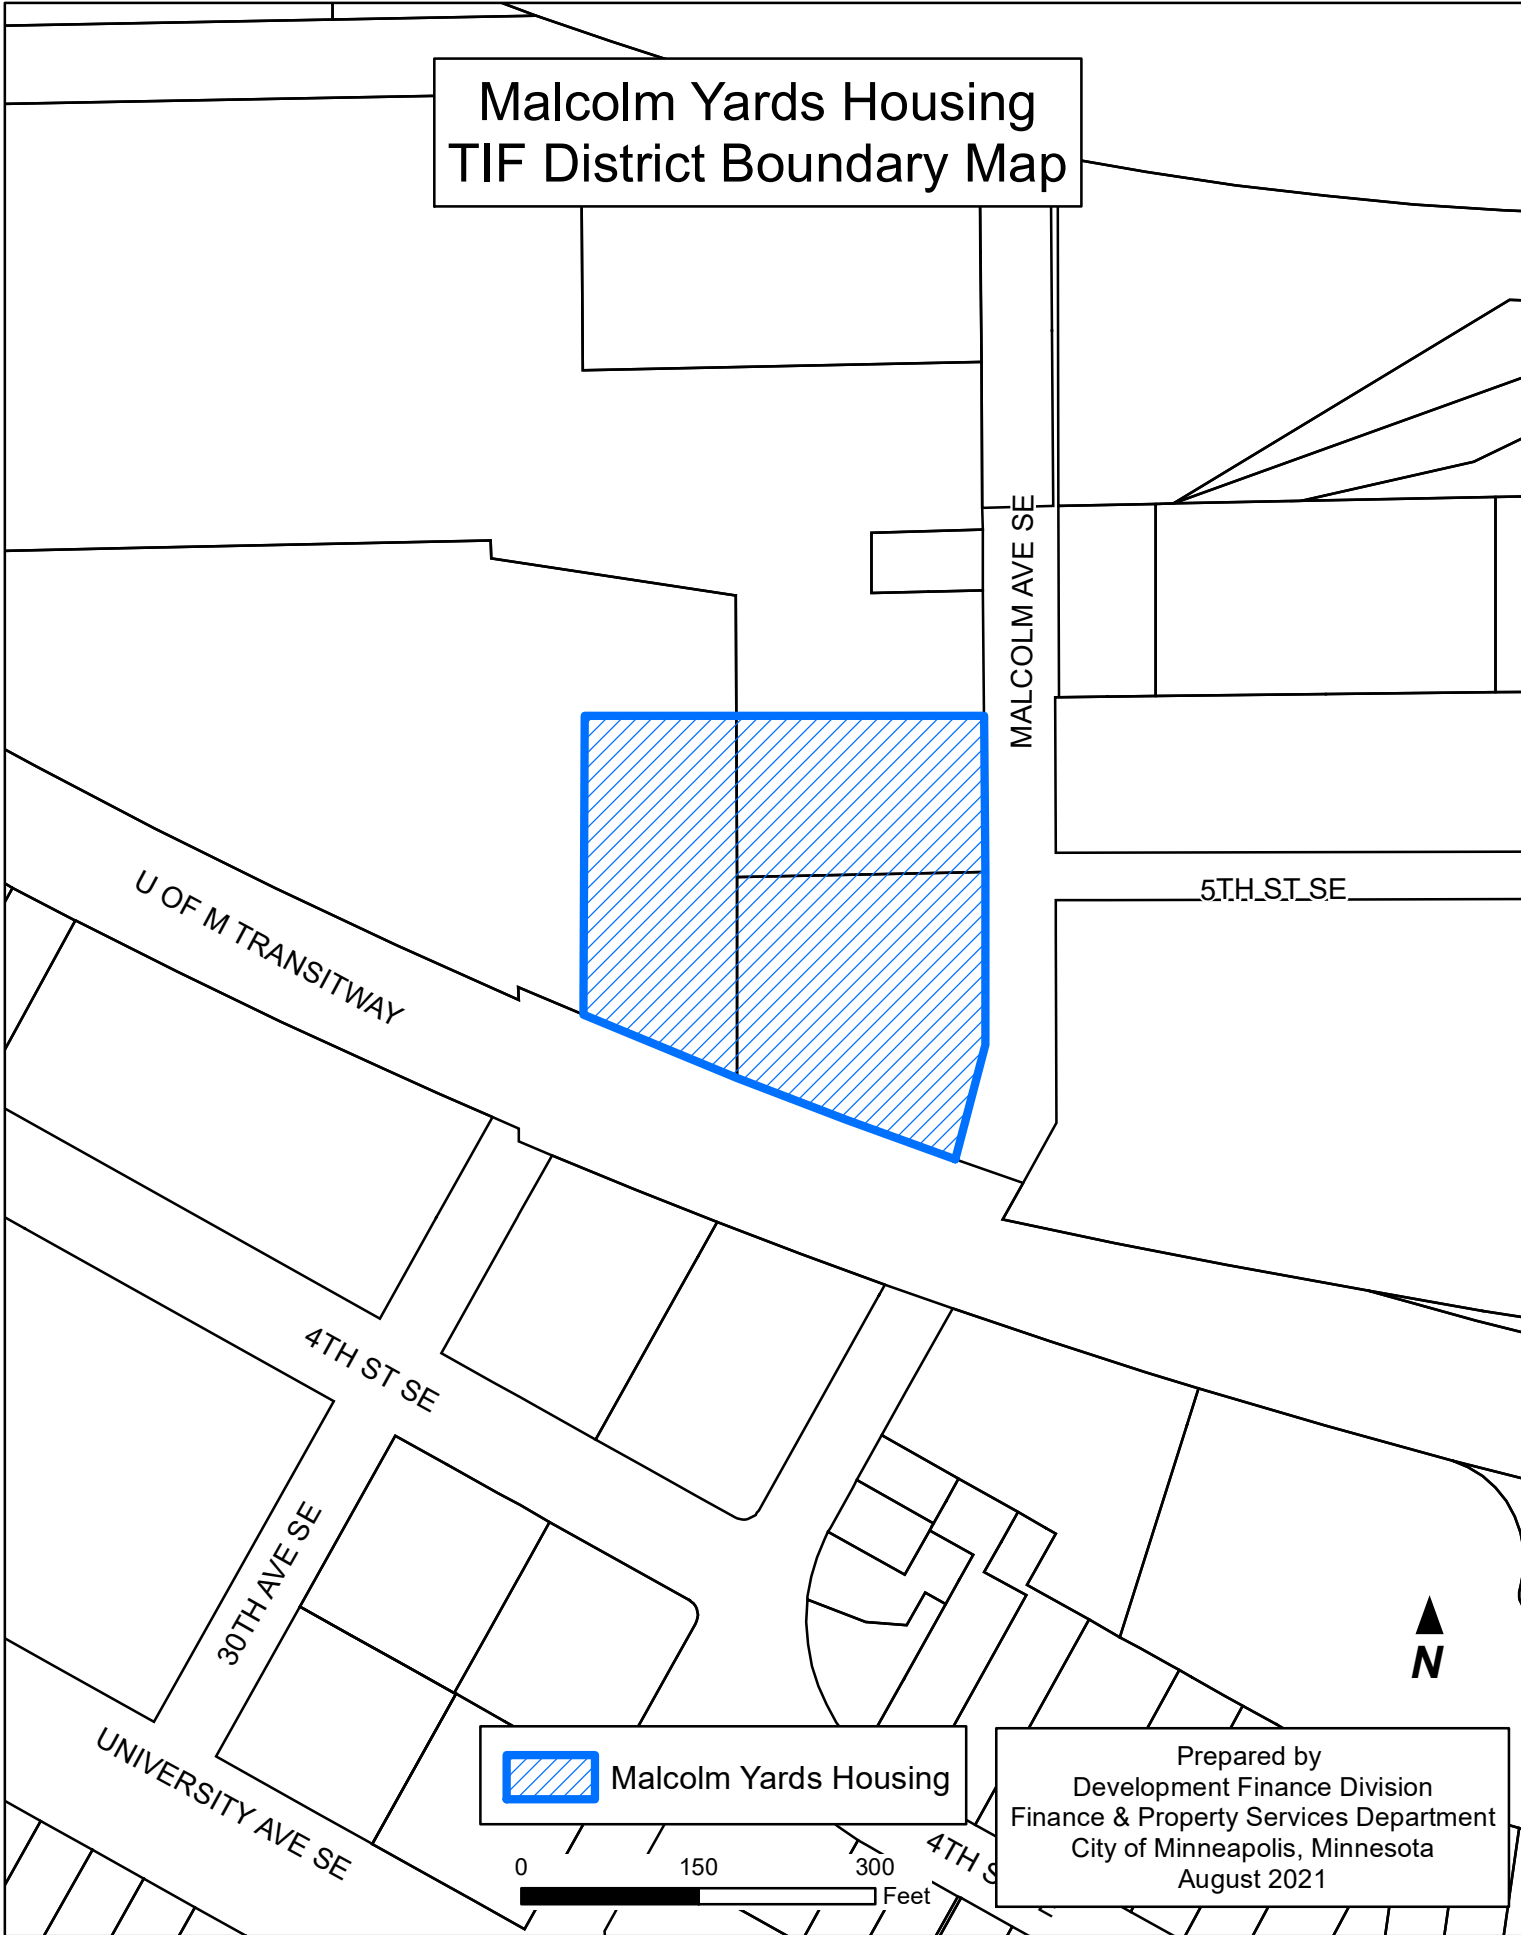 Malcolm Yards Housing
TIF District Boundary Map
MALCOLM AVE SE
5TH ST SE
U OF M TRANSITWAY
4TH ST SE
30TH AVE SE
UNIVERSITY AVE SE
N
Malcolm Yards Housing
0 150 300
Feet
4TH S
Prepared by
Development Finance Division
Finance & Property Services Department
City of Minneapolis, Minnesota
August 2021